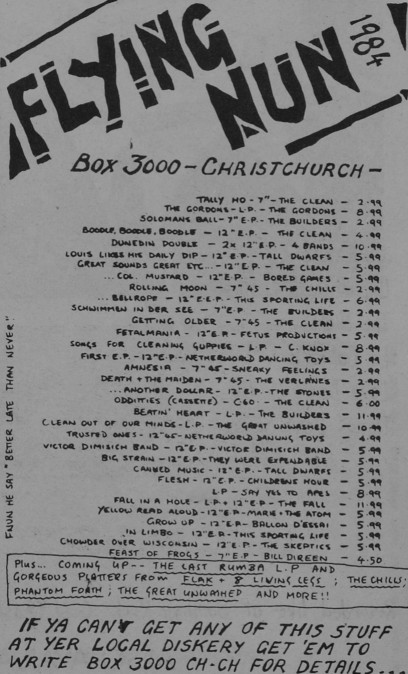 FLYING
NUN
1984
BOX 3000 - CHRISTCHURCH -
TALLY HO - 7" - THE CLEAN - 2.99
THE GORDONS - L.P. - THE GORDONS - 8.99
SOLOMANS BALL - 7" E.P. - THE BUILDERS - 2.99
BOODLE, BOODLE, BOODLE - 12" E.P. - THE CLEAN - 4.99
DUNEDIN DOUBLE - 2x 12" E.P. - 4 BANDS - 10.99
LOUIS LIKES HIS DAILY DIP - 12" E.P. - TALL DWARFS - 5.99
GREAT SOUNDS GREAT ETC... - 12" E.P. - THE CLEAN - 5.99
...COL. MUSTARD - 12" E.P. - BORED GAMES - 5.99
ROLLING MOON - 7" 45 - THE CHILLS - 2.99
...BELLROPE - 12" E.P. - THIS SPORTING LIFE - 6.99
SCHWIMMEN IN DER SEE - 7" E.P. - THE BUILDERS - 2.99
GETTING OLDER - 7" 45 - THE CLEAN - 2.99
FETALMANIA - 12" E.P. - FETUS PRODUCTIONS - 5.99
SONGS FOR CLEANING GUPPIES - L.P. - C. KNOX - 8.99
FIRST E.P. - 12" E.P. - NETHERWORLD DANCING TOYS - 5.99
AMNESIA - 7" 45 - SNEAKY FEELINGS - 2.99
DEATH + THE MAIDEN - 7" 45 - THE VERLAINES - 2.99
...ANOTHER DOLLAR - 12" E.P. - THE STONES - 5.99
ODDITIES (CASSETTE) - C60 - THE CLEAN - 6.00
BEATIN' HEART - L.P. - THE BUILDERS - 11.99
CLEAN OUT OF OUR MINDS - L.P. - THE GREAT UNWASHED - 10.99
TRUSTED ONES - 12" 45 - NETHERWORLD DANCING TOYS - 4.99
VICTOR DIMISICH BAND - 12" E.P. - VICTOR DIMISICH BAND - 5.99
BIG STRAIN - 12" E.P. - THEY WERE EXPENDABLE - 5.99
CANNED MUSIC - 12" E.P. - TALL DWARFS - 5.99
FLESH - 12" E.P. - CHILDRENS HOUR - 5.99
L.P. - SAY YES TO APES - 8.99
FALL IN A HOLE - L.P. + 12" E.P. - THE FALL - 11.99
YELLOW READ ALOUD - 12" E.P. - MARIE + THE ATOM - 5.99
GROW UP - 12" E.P. - BALLON D'ESSAI - 5.99
IN LIMBO - 12" E.P. - THIS SPORTING LIFE - 5.99
CHOWDER OVER WISCONSIN - 12" E.P. - THE SKEPTICS - 5.99
FEAST OF FROGS - 7" E.P. - BILL DIREEN - 4.50
FNUN HE SAY "BETTER LATE THAN NEVER"
PLUS... COMING UP -- THE LAST RUMBA L.P AND
GORGEOUS PLATTERS FROM FLAK + 8 LIVING LEGS ; THE CHILLS;
PHANTOM FORTH ; THE GREAT UNWASHED AND MORE!!
IF YA CAN'T GET ANY OF THIS STUFF
AT YER LOCAL DISKERY GET 'EM TO
WRITE BOX 3000 CH-CH FOR DETAILS...